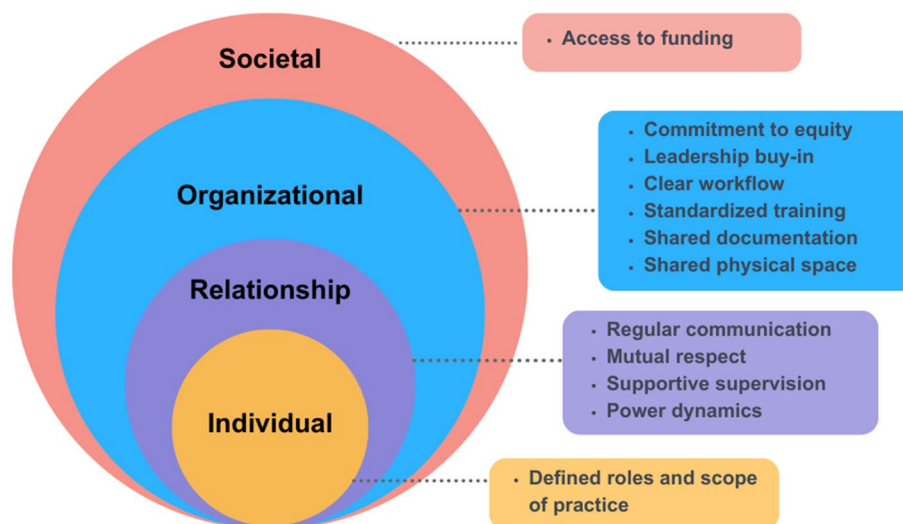 Societal
• Access to funding
Organizational
• Commitment to equity
• Leadership buy-in
• Clear workflow
• Standardized training
• Shared documentation
• Shared physical space
Relationship
• Regular communication
• Mutual respect
• Supportive supervision
• Power dynamics
Individual
• Defined roles and scope
of practice